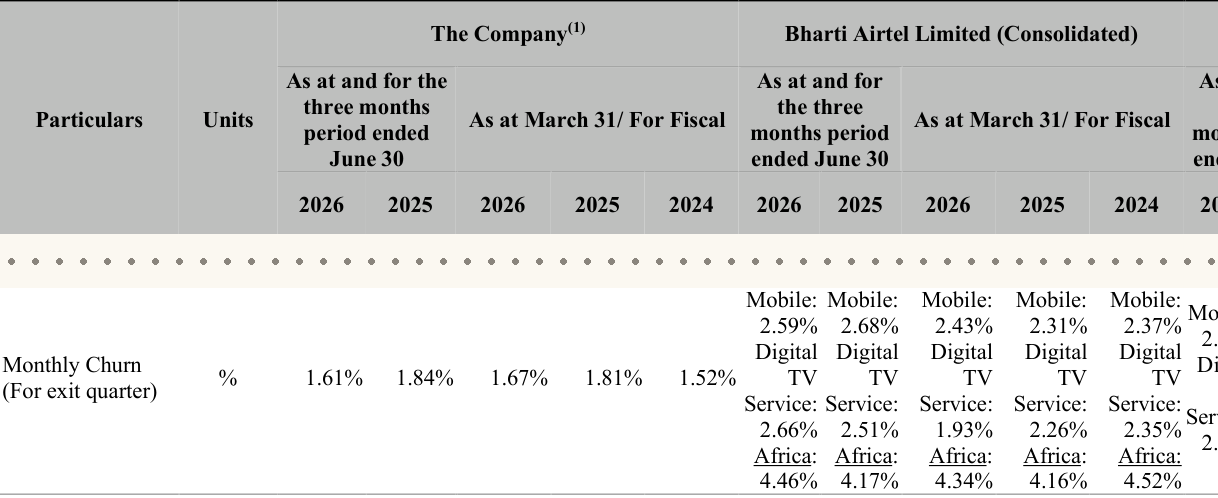 The Company(1)
Bharti Airtel Limited (Consolidated)
Particulars
Units
As at and for the
three months
period ended
June 30
As at March 31/ For Fiscal
As at and for
the three
months period
ended June 30
As at March 31/ For Fiscal
2026 2025 2026 2025 2024 2026 2025 2026 2025 2024
Monthly Churn
(For exit quarter)
%
1.61% 1.84% 1.67% 1.81% 1.52%
Mobile: Mobile: Mobile: Mobile: Mobile:
2.59% 2.68% 2.43% 2.31% 2.37%
Digital Digital Digital Digital Digital
TV TV TV TV TV
Service: Service: Service: Service: Service:
2.66% 2.51% 1.93% 2.26% 2.35%
Africa: Africa: Africa: Africa: Africa:
4.46% 4.17% 4.34% 4.16% 4.52%